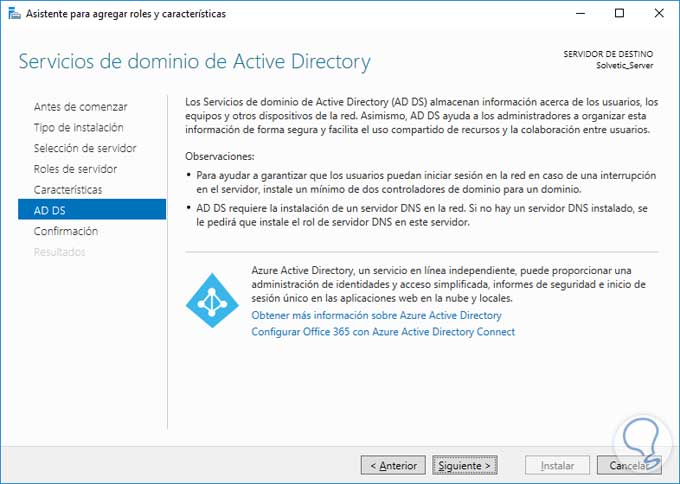 Asistente para agregar roles y características
Servicios de dominio de Active Directory
SERVIDOR DE DESTINO
Solvetic_Server
Antes de comenzar
Tipo de instalación
Selección de servidor
Roles de servidor
Características
AD DS
Confirmación
Resultados
Los Servicios de dominio de Active Directory (AD DS) almacenan información acerca de los usuarios, los
equipos y otros dispositivos de la red. Asimismo, AD DS ayuda a los administradores a organizar esta
información de forma segura y facilita el uso compartido de recursos y la colaboración entre usuarios.
Observaciones:
• Para ayudar a garantizar que los usuarios puedan iniciar sesión en la red en caso de una interrupción
en el servidor, instale un mínimo de dos controladores de dominio para un dominio.
• AD DS requiere la instalación de un servidor DNS en la red. Si no hay un servidor DNS instalado, se
le pedirá que instale el rol de servidor DNS en este servidor.
Azure Active Directory, un servicio en línea independiente, puede proporcionar una
administración de identidades y acceso simplificada, informes de seguridad e inicio de
sesión único en las aplicaciones web en la nube y locales.
Obtener más información sobre Azure Active Directory
Configurar Office 365 con Azure Active Directory Connect
< Anterior
Siguiente >
Instalar
Cancelar